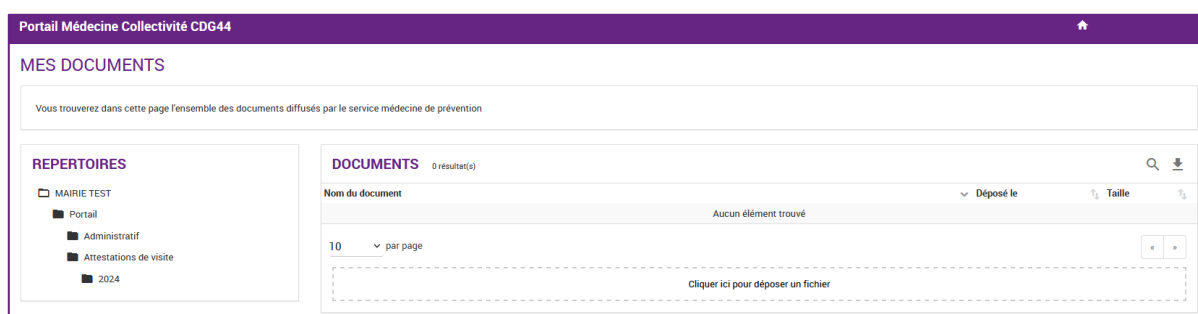 Portail Médecine Collectivité CDG44
MES DOCUMENTS
Vous trouverez dans cette page l'ensemble des documents diffusés par le service médecine de prévention
REPERTOIRES
MAIRIE TEST
Portail
Administratif
Attestations de visite
2024
DOCUMENTS 0 résultat(s)
Nom du document Déposé le Taille
Aucun élément trouvé
10 par page « »
Cliquer ici pour déposer un fichier